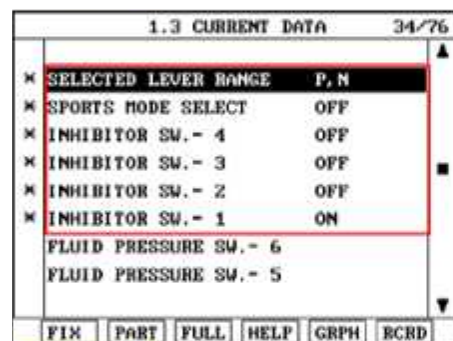 1.3 CURRENT DATA 34/76
* SELECTED LEVER RANGE P,N
* SPORTS MODE SELECT OFF
* INHIBITOR SW.- 4 OFF
* INHIBITOR SW.- 3 OFF
* INHIBITOR SW.- 2 OFF
* INHIBITOR SW.- 1 ON
FLUID PRESSURE SW.- 6
FLUID PRESSURE SW.- 5
FIX PART FULL HELP GRPH RCRD